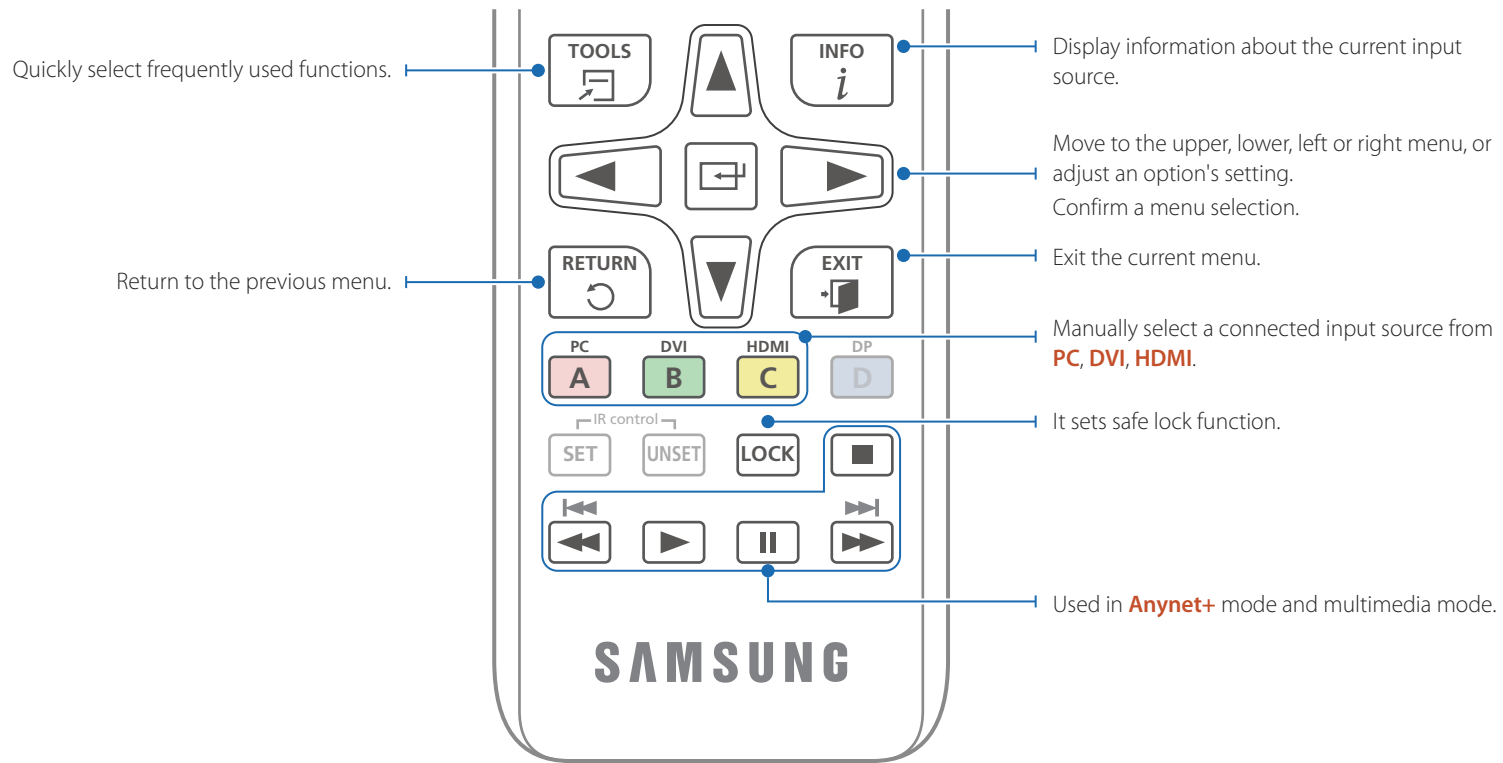 TOOLS
INFO
i
Quickly select frequently used functions.
Display information about the current input
source.
Move to the upper, lower, left or right menu, or
adjust an option's setting.
Confirm a menu selection.
RETURN
EXIT
Return to the previous menu.
Exit the current menu.
PC
DVI
HDMI
DP
A
B
C
D
Manually select a connected input source from
PC, DVI, HDMI.
IR control
SET
UNSET
LOCK
It sets safe lock function.
Used in Anynet+ mode and multimedia mode.
SAMSUNG